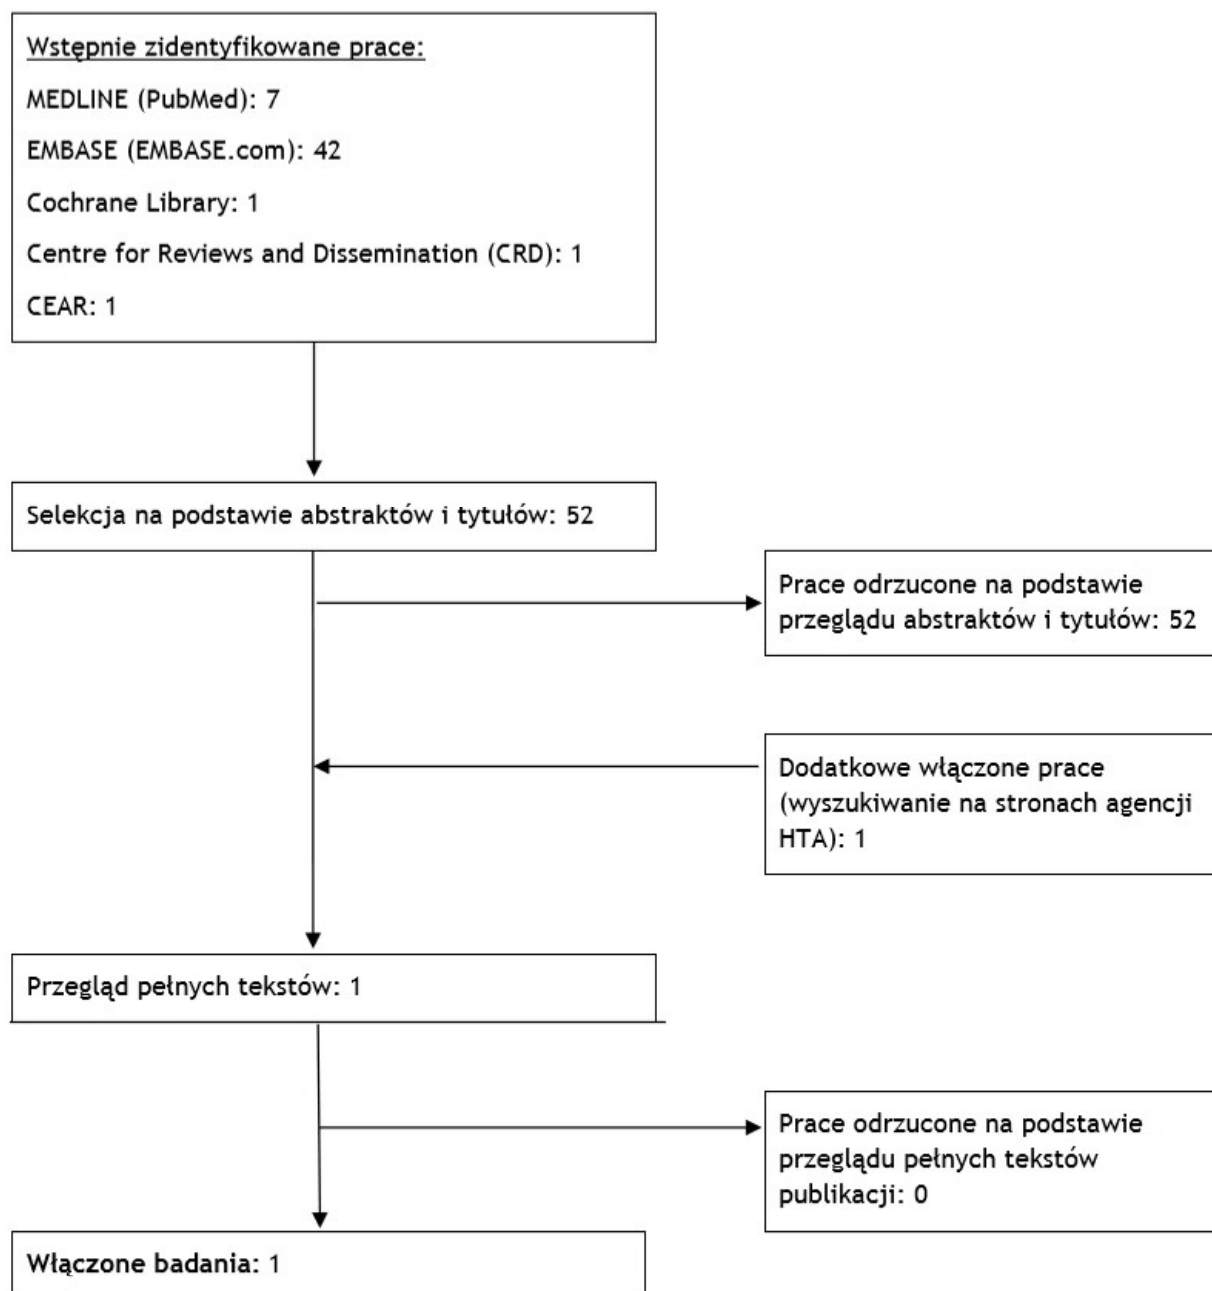 Wstępnie zidentyfikowane prace:
MEDLINE (PubMed): 7
EMBASE (EMBASE.com): 42
Cochrane Library: 1
Centre for Reviews and Dissemination (CRD): 1
CEAR: 1
Selekcja na podstawie abstraktów i tytułów: 52
Prace odrzucone na podstawie
przeglądu abstraktów i tytułów: 52
Dodatkowe włączone prace
(wyszukiwanie na stronach agencji
HTA): 1
Przegląd pełnych tekstów: 1
Prace odrzucone na podstawie
przeglądu pełnych tekstów
publikacji: 0
Włączone badania: 1